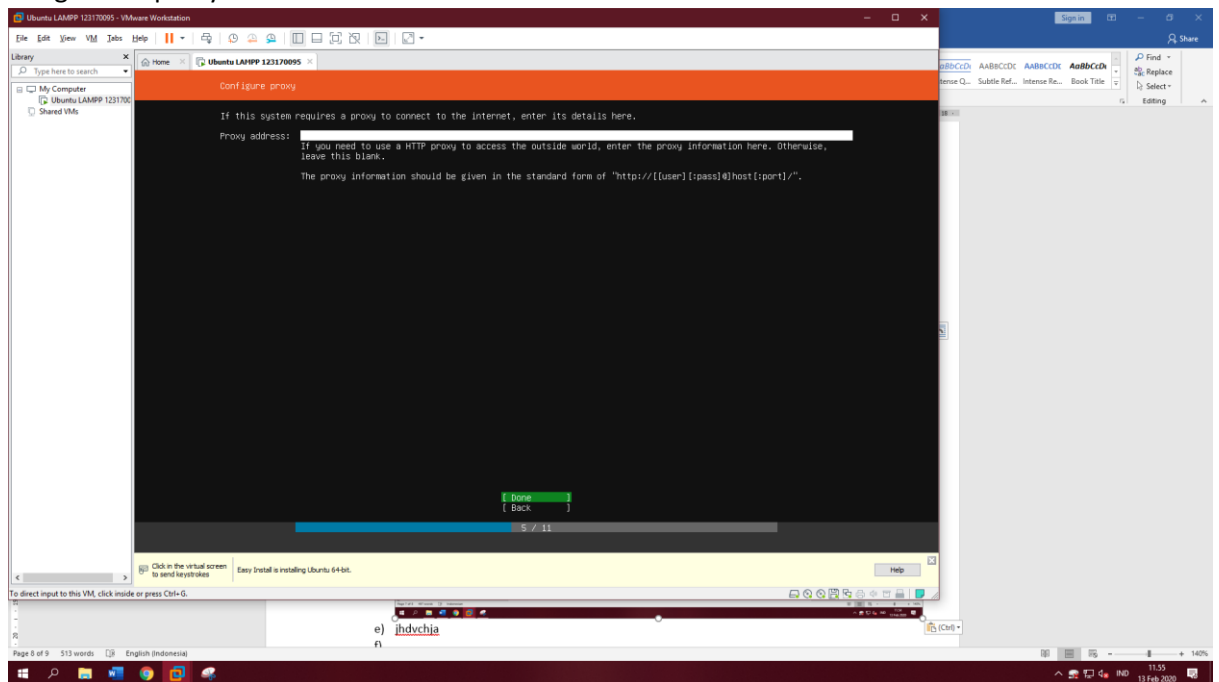 Ubuntu LAMPP 123170095 - VMware Workstation
File Edit View VM Tabs Help
Sign in
Share
Library
Type here to search
My Computer
Ubuntu LAMPP 123170
Shared VMs
Home
Ubuntu LAMPP 123170095
Configure proxy
If this system requires a proxy to connect to the internet, enter its details here.
Proxy address:
If you need to use a HTTP proxy to access the outside world, enter the proxy information here. Otherwise,
leave this blank.
The proxy information should be given in the standard form of "http://[[user][:pass]@]host[:port]/".
[ Done ]
[ Back ]
5 / 11
Click in the virtual screen
to send keystrokes
Easy Install is installing Ubuntu 64-bit.
Help
To direct input to this VM, click inside or press Ctrl+G.
AaBbCcDc AABBCCDC AABBCCDC AaBbCcDc
tense Q... Subtle Ref... Intense Re... Book Title
Find
Replace
Select
Editing
e) jhdvchja
f)
(Ctrl)
Page 8 of 9 513 words English (Indonesia)
140%
IND
11.55
13 Feb 2020